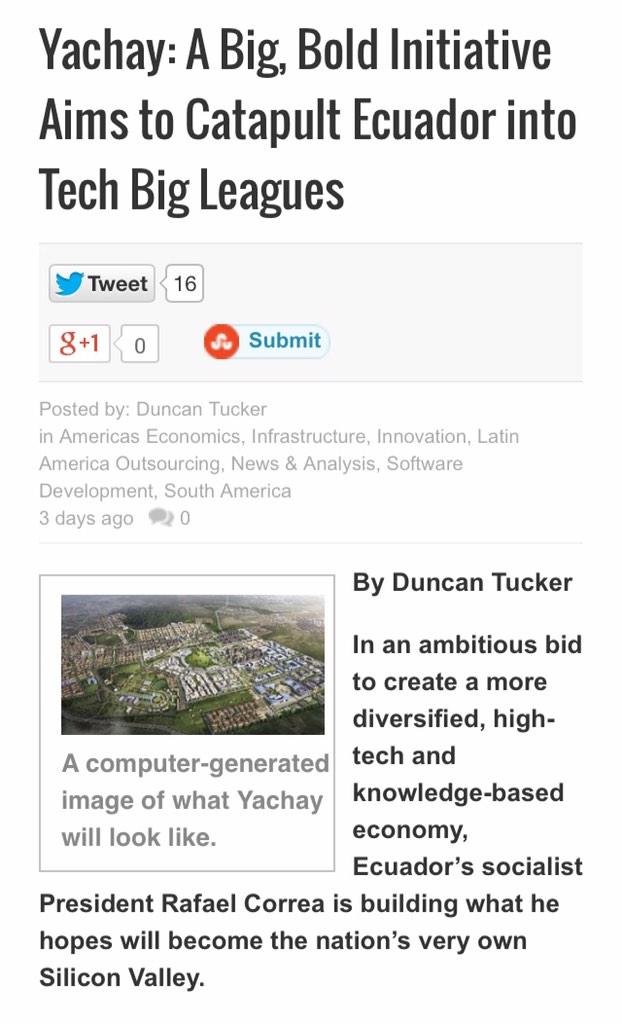 Yachay: A Big, Bold Initiative
Aims to Catapult Ecuador into
Tech Big Leagues
Tweet 16
g+1 0 Submit
Posted by: Duncan Tucker
in Americas Economics, Infrastructure, Innovation, Latin
America Outsourcing, News & Analysis, Software
Development, South America
3 days ago 0
A computer-generated
image of what Yachay
will look like.
By Duncan Tucker
In an ambitious bid
to create a more
diversified, high-
tech and
knowledge-based
economy,
Ecuador’s socialist
President Rafael Correa is building what he
hopes will become the nation’s very own
Silicon Valley.